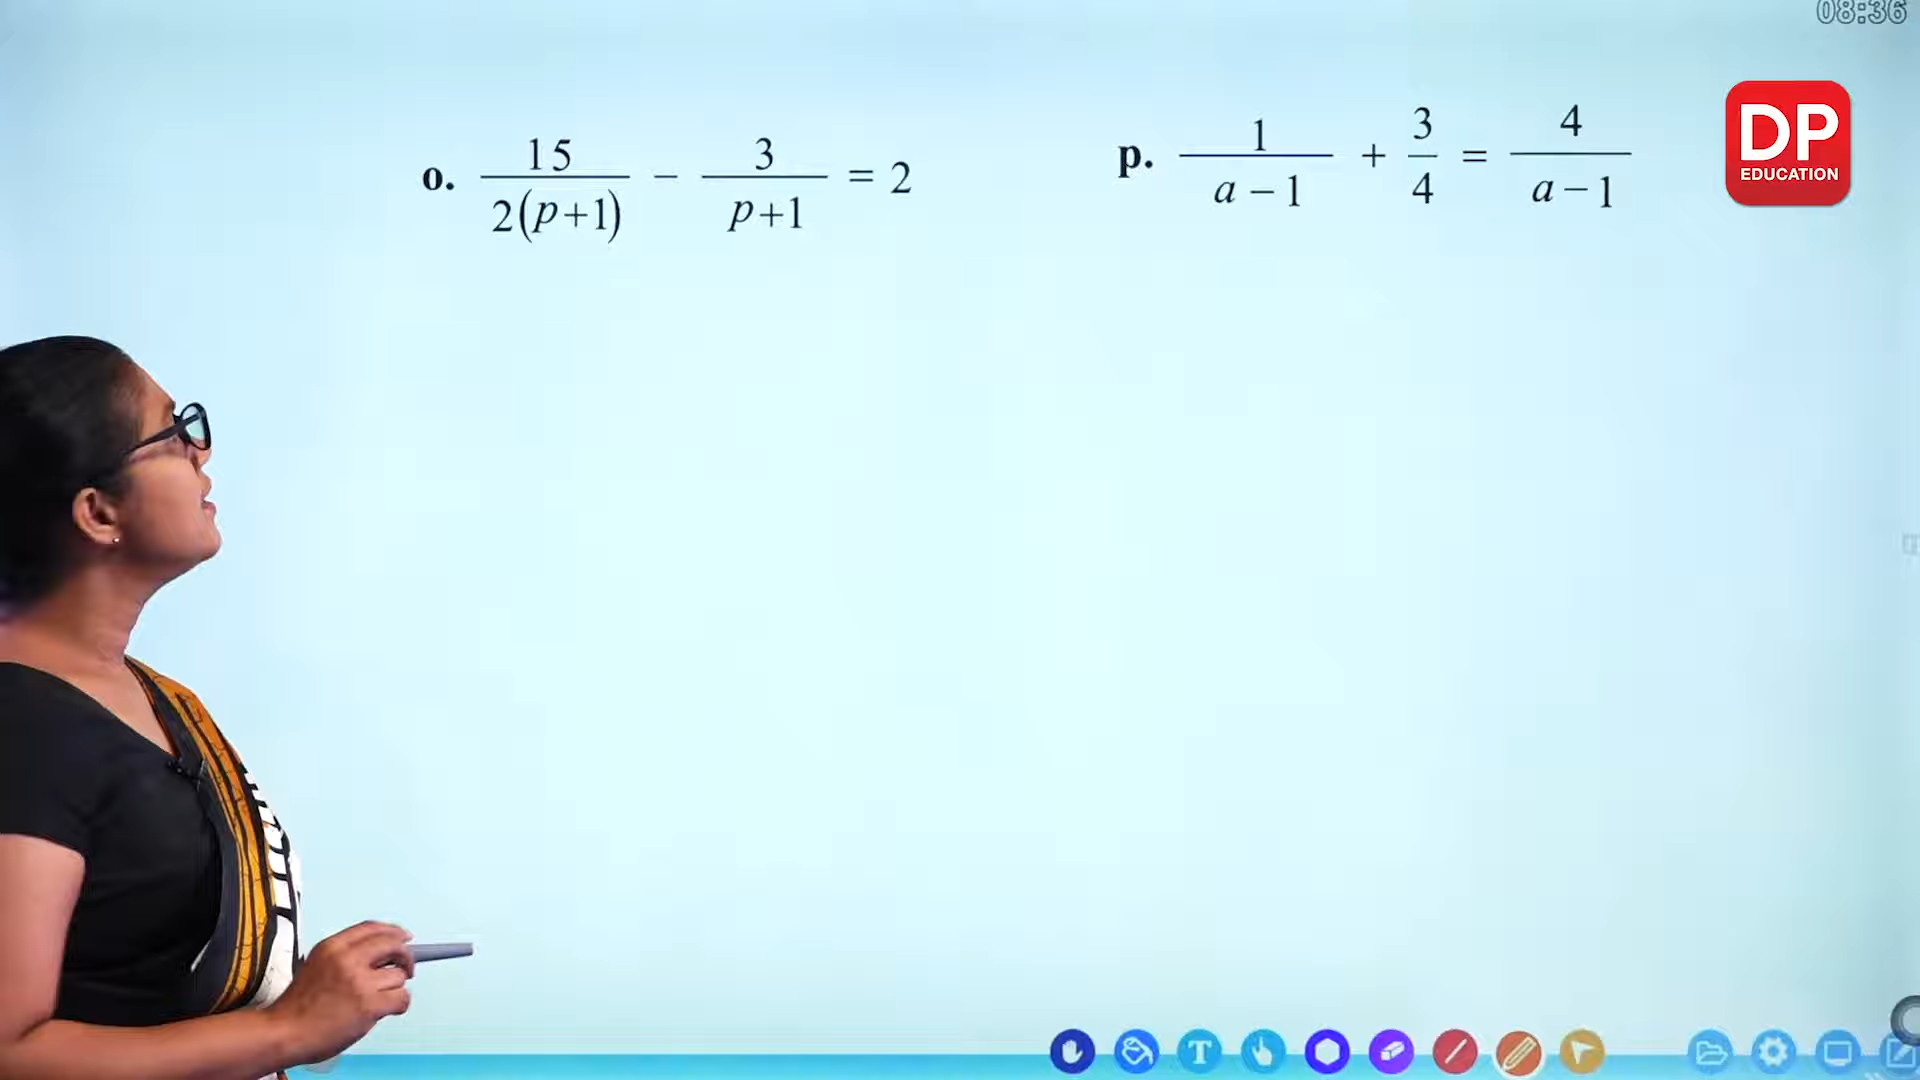 08:36
o. 15/2(p+1) − 3/p+1 = 2
p. 1/a−1 + 3/4 = 4/a−1
DP
EDUCATION
T